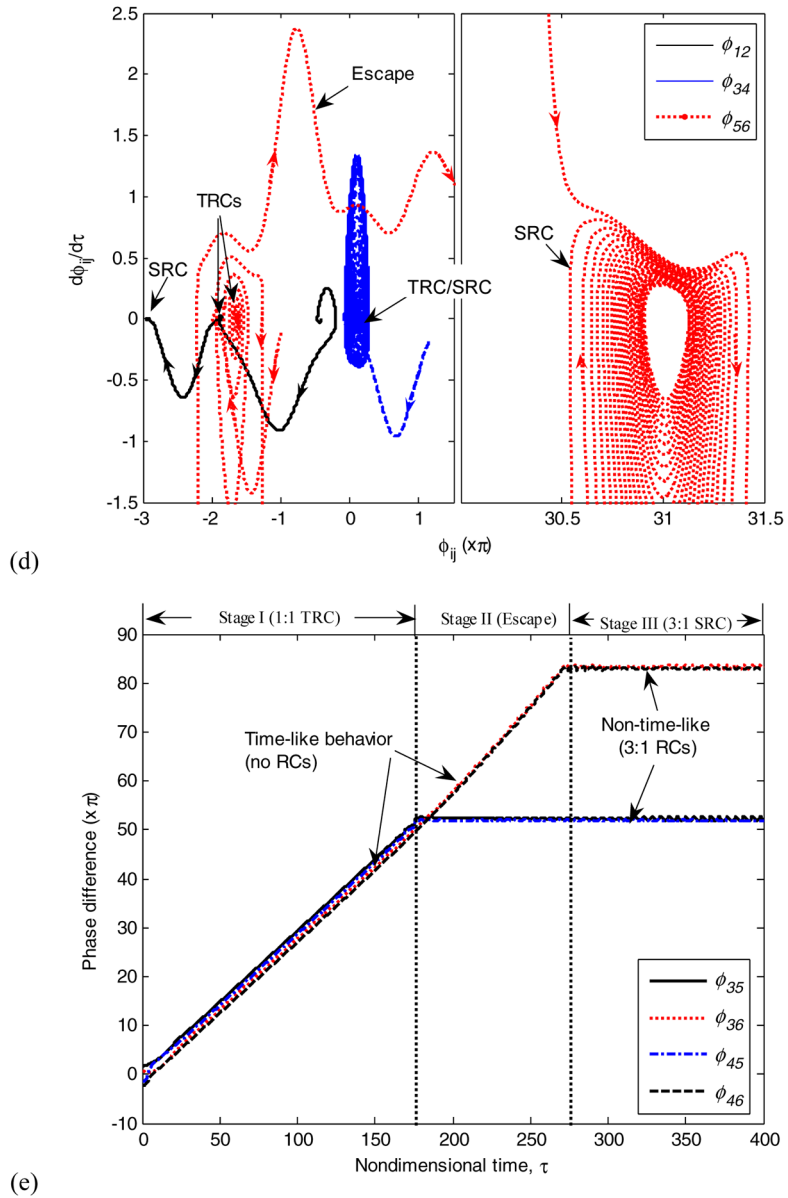 2.5
2
1.5
1
0.5
0
-0.5
-1
-1.5
dϕij/dτ
Escape
TRCs
SRC
TRC/SRC
SRC
ϕ12
ϕ34
ϕ56
-3 -2 -1 0 1 30.5 31 31.5
ϕij (xπ)
(d)
Stage I (1:1 TRC) Stage II (Escape) Stage III (3:1 SRC)
90
80
70
60
50
40
30
20
10
0
-10
Phase difference (x π)
Time-like behavior
(no RCs)
Non-time-like
(3:1 RCs)
ϕ35
ϕ36
ϕ45
ϕ46
0 50 100 150 200 250 300 350 400
Nondimensional time, τ
(e)